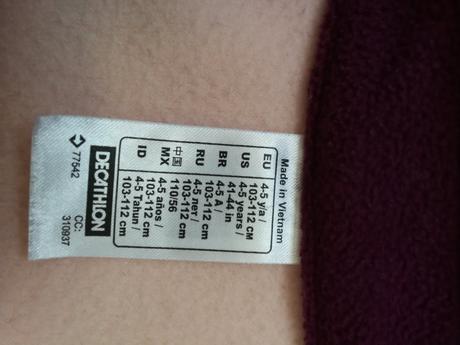 Made in Vietnam
EU 4-5 y/a /
103-112 CM
US 4-5 years /
41-44 in
BR 4-5 A /
103-112 cm
RU 4-5 лет /
103-112 cm
中国 110/56
MX 4-5 años /
103-112 cm
ID 4-5 Tahun /
103-112 cm
DECATHLON
77542 CC:
310937